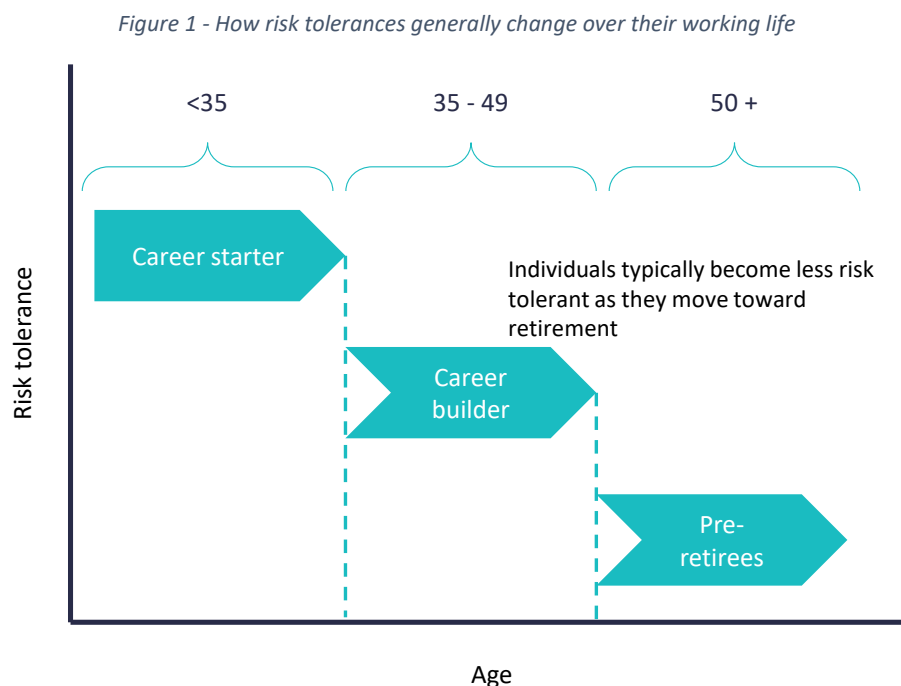 Figure 1 - How risk tolerances generally change over their working life
<35
35 - 49
50 +
Career starter
Individuals typically become less risk
tolerant as they move toward
retirement
Career
builder
Pre-
retirees
Risk tolerance
Age